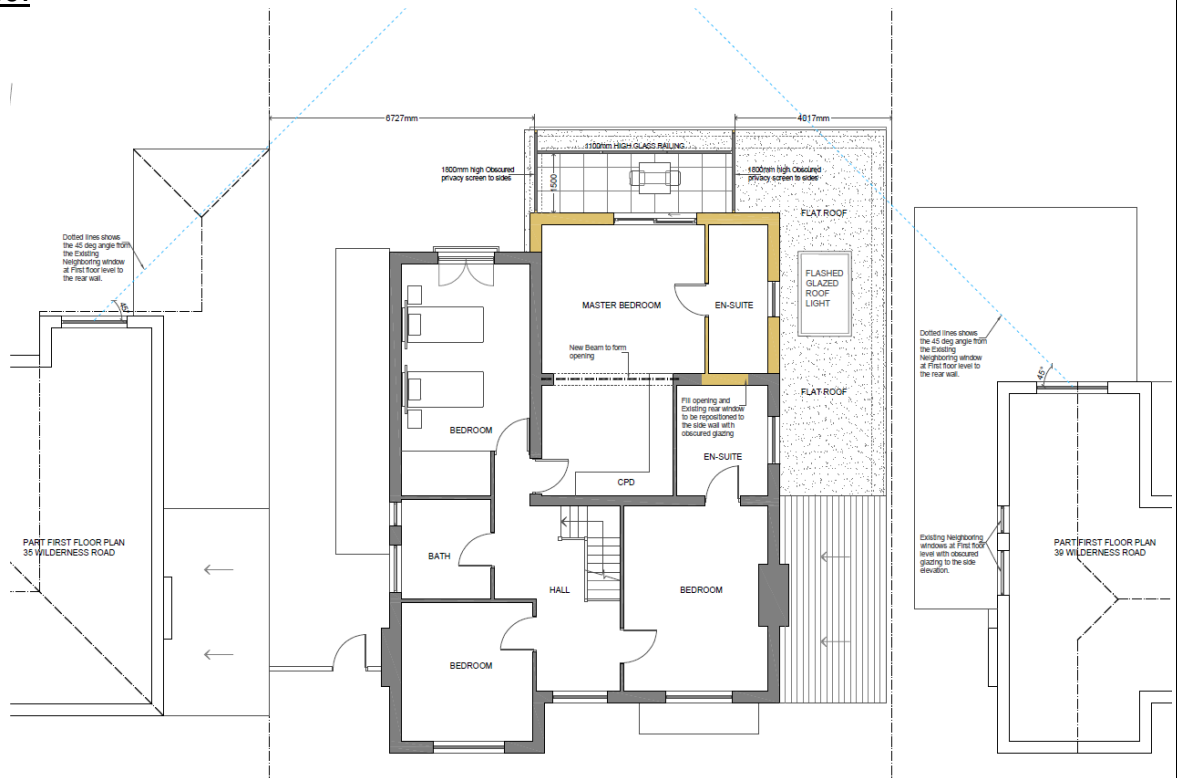 6727mm
4017mm
1100mm HIGH GLASS RAILING
1800mm high Obscured
privacy screen to sides
1500
1800mm high Obscured
privacy screen to sides
FLAT ROOF
Dotted lines shows
the 45 deg angle from
the Existing
Neighboring window
at First floor level to
the rear wall.
FLASHED
GLAZED
ROOF
LIGHT
MASTER BEDROOM
EN-SUITE
New Beam to form
opening
Dotted lines shows
the 45 deg angle from
the Existing
Neighboring window
at First floor level to
the rear wall.
45°
FLAT ROOF
Fill opening and
Existing rear window
to be repositioned to
the side wall with
obscured glazing
BEDROOM
EN-SUITE
CPD
PART FIRST FLOOR PLAN
35 WILDERNESS ROAD
BATH
HALL
BEDROOM
Existing Neighboring
windows at First floor
level with obscured
glazing to the side
elevation.
PART FIRST FLOOR PLAN
39 WILDERNESS ROAD
BEDROOM